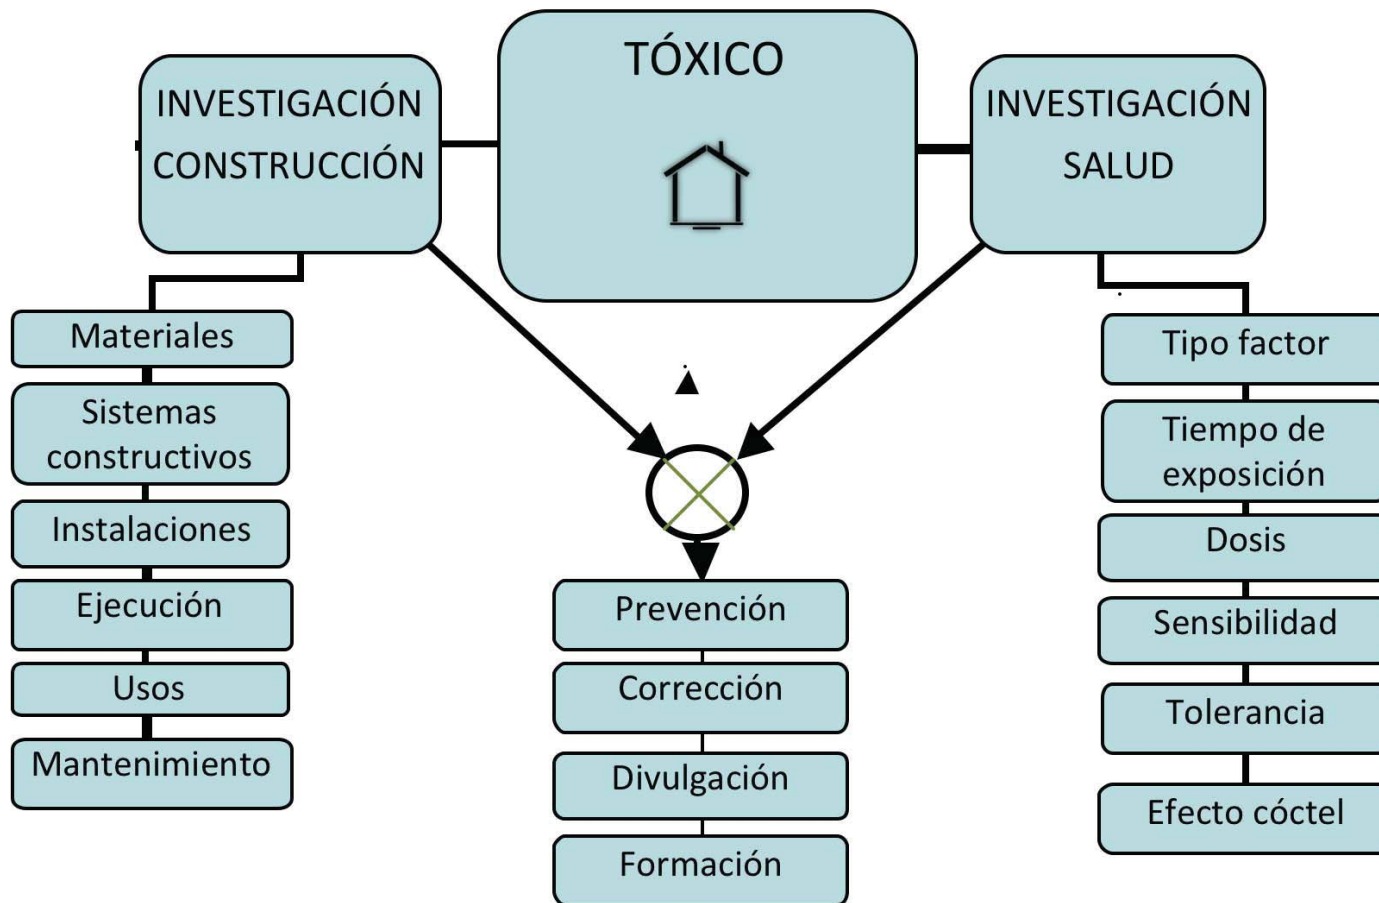 TÓXICO
INVESTIGACIÓN
CONSTRUCCIÓN
INVESTIGACIÓN
SALUD
Materiales
Sistemas
constructivos
Instalaciones
Ejecución
Usos
Mantenimiento
Prevención
Corrección
Divulgación
Formación
Tipo factor
Tiempo de
exposición
Dosis
Sensibilidad
Tolerancia
Efecto cóctel